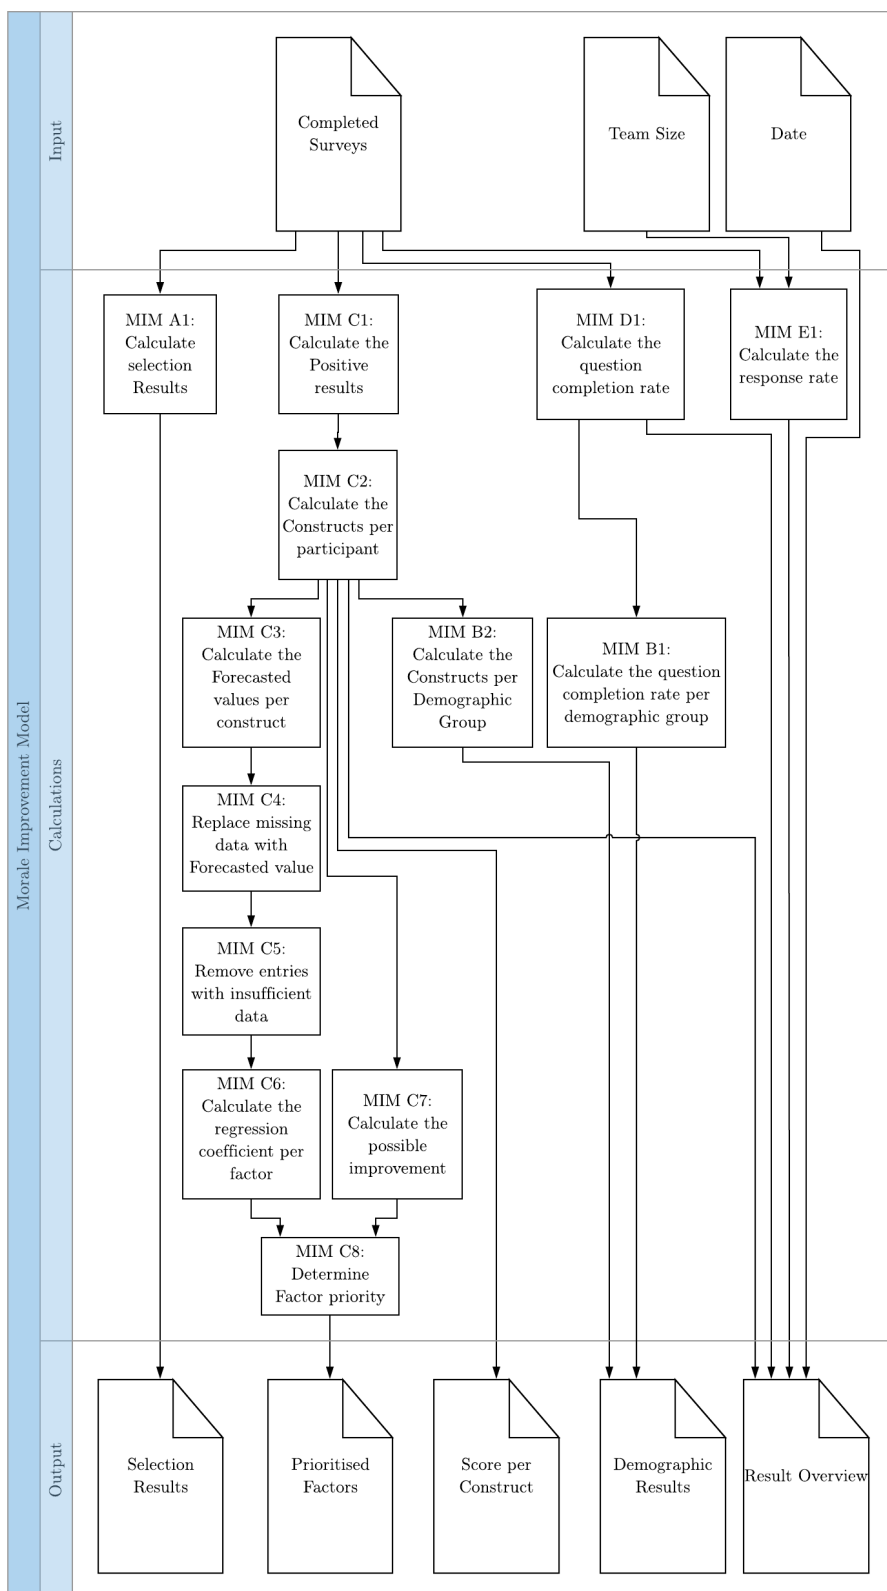 Morale Improvement Model
Input
Completed
Surveys
Team Size
Date
Calculations
MIM A1:
Calculate
selection
Results
MIM C1:
Calculate the
Positive
results
MIM D1:
Calculate the
question
completion rate
MIM E1:
Calculate the
response rate
MIM C2:
Calculate the
Constructs per
participant
MIM C3:
Calculate the
Forecasted
values per
construct
MIM B2:
Calculate the
Constructs per
Demographic
Group
MIM B1:
Calculate the question
completion rate per
demographic group
MIM C4:
Replace missing
data with
Forecasted value
MIM C5:
Remove entries
with insufficient
data
MIM C6:
Calculate the
regression
coefficient per
factor
MIM C7:
Calculate the
possible
improvement
MIM C8:
Determine
Factor priority
Output
Selection
Results
Prioritised
Factors
Score per
Construct
Demographic
Results
Result Overview